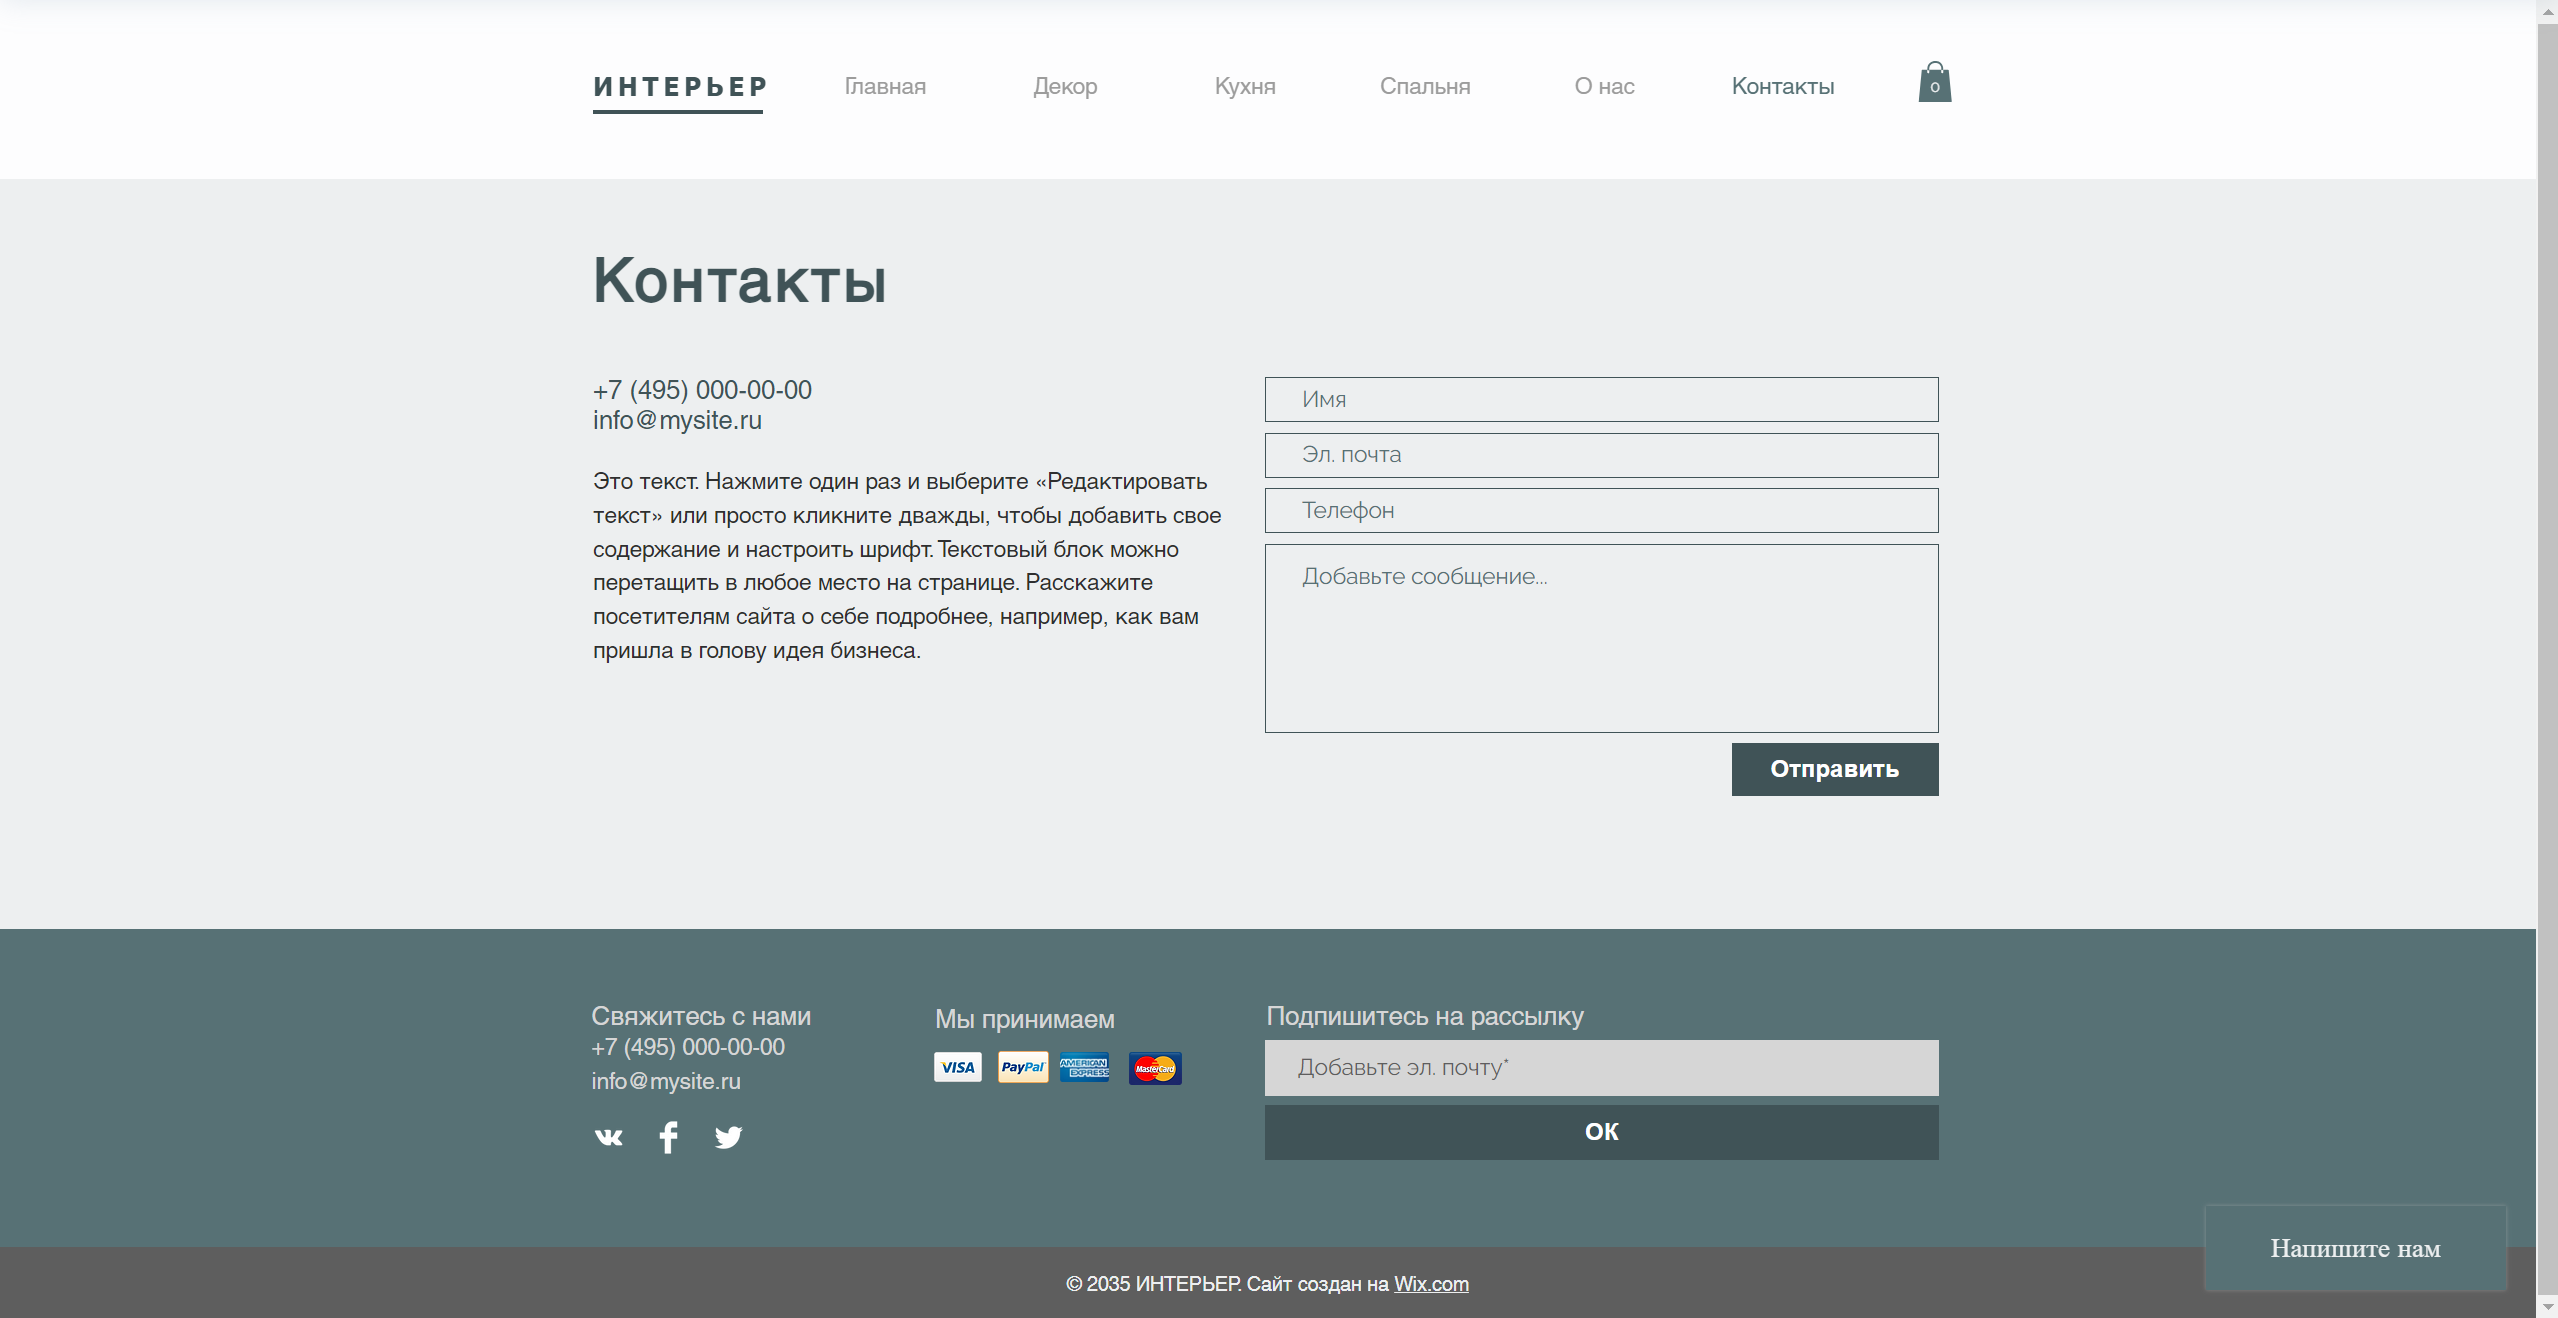 ИНТЕРЬЕР
Главная
Декор
Кухня
Спальня
О нас
Контакты
0
Контакты
+7 (495) 000-00-00
info@mysite.ru
Это текст. Нажмите один раз и выберите «Редактировать
текст» или просто кликните дважды, чтобы добавить свое
содержание и настроить шрифт. Текстовый блок можно
перетащить в любое место на странице. Расскажите
посетителям сайта о себе подробнее, например, как вам
пришла в голову идея бизнеса.
Имя
Эл. почта
Телефон
Добавьте сообщение...
Отправить
Свяжитесь с нами
+7 (495) 000-00-00
info@mysite.ru
Мы принимаем
VISA
PayPal
AMERICAN
EXPRESS
MasterCard
Подпишитесь на рассылку
Добавьте эл. почту*
ОК
Напишите нам
© 2035 ИНТЕРЬЕР. Сайт создан на Wix.com